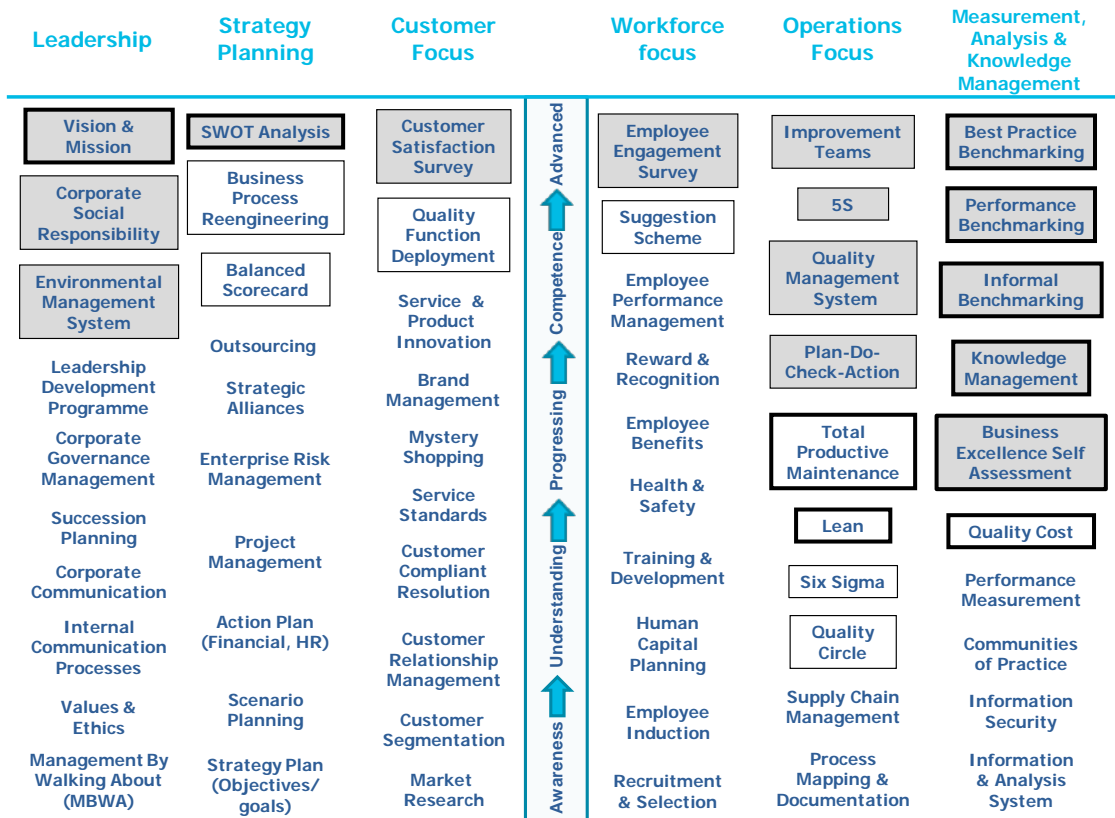 Leadership
Strategy
Planning
Customer
Focus
Workforce
focus
Operations
Focus
Measurement,
Analysis &
Knowledge
Management
Vision &
Mission
Corporate
Social
Responsibility
Environmental
Management
System
Leadership
Development
Programme
Corporate
Governance
Management
Succession
Planning
Corporate
Communication
Internal
Communication
Processes
Values &
Ethics
Management By
Walking About
(MBWA)
SWOT Analysis
Business
Process
Reengineering
Balanced
Scorecard
Outsourcing
Strategic
Alliances
Enterprise Risk
Management
Project
Management
Action Plan
(Financial, HR)
Scenario
Planning
Strategy Plan
(Objectives/
goals)
Customer
Satisfaction
Survey
Quality
Function
Deployment
Service &
Product
Innovation
Brand
Management
Mystery
Shopping
Service
Standards
Customer
Compliant
Resolution
Customer
Relationship
Management
Customer
Segmentation
Market
Research
Awareness Understanding Progressing Competence Advanced
Employee
Engagement
Survey
Suggestion
Scheme
Employee
Performance
Management
Reward &
Recognition
Employee
Benefits
Health &
Safety
Training &
Development
Human
Capital
Planning
Employee
Induction
Recruitment
& Selection
Improvement
Teams
5S
Quality
Management
System
Plan-Do-
Check-Action
Total
Productive
Maintenance
Lean
Six Sigma
Quality
Circle
Supply Chain
Management
Process
Mapping &
Documentation
Best Practice
Benchmarking
Performance
Benchmarking
Informal
Benchmarking
Knowledge
Management
Business
Excellence Self
Assessment
Quality Cost
Performance
Measurement
Communities
of Practice
Information
Security
Information
& Analysis
System